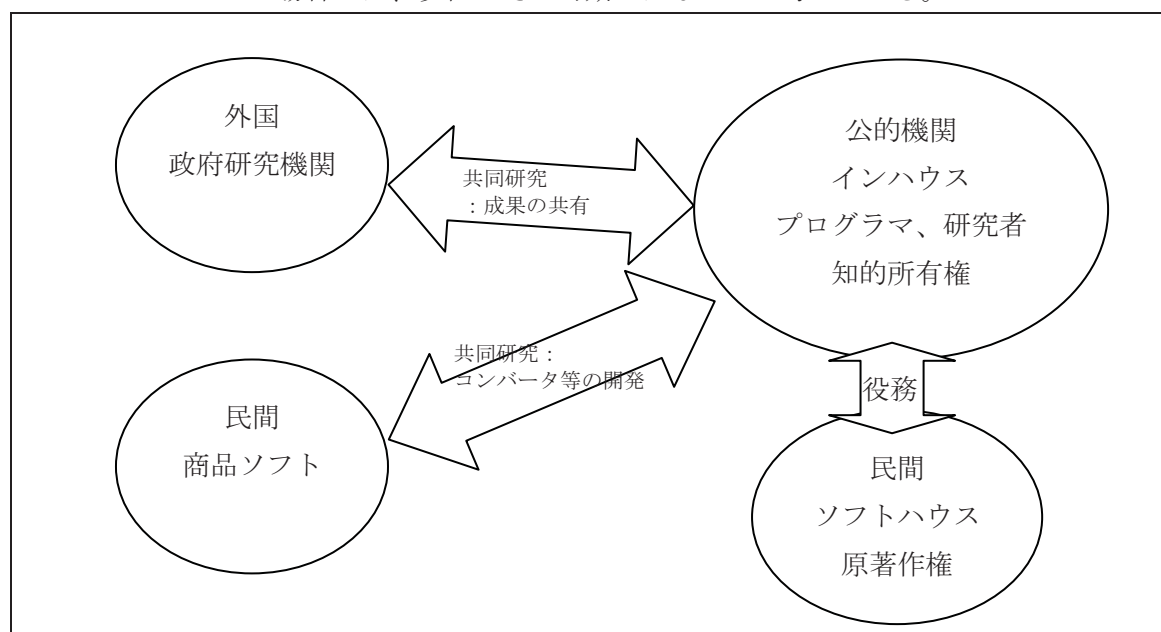 外国
政府研究機関
共同研究
：成果の共有
公的機関
インハウス
プログラマ、研究者
知的所有権
共同研究：
コンバータ等の開発
役務
民間
商品ソフト
民間
ソフトハウス
原著作権